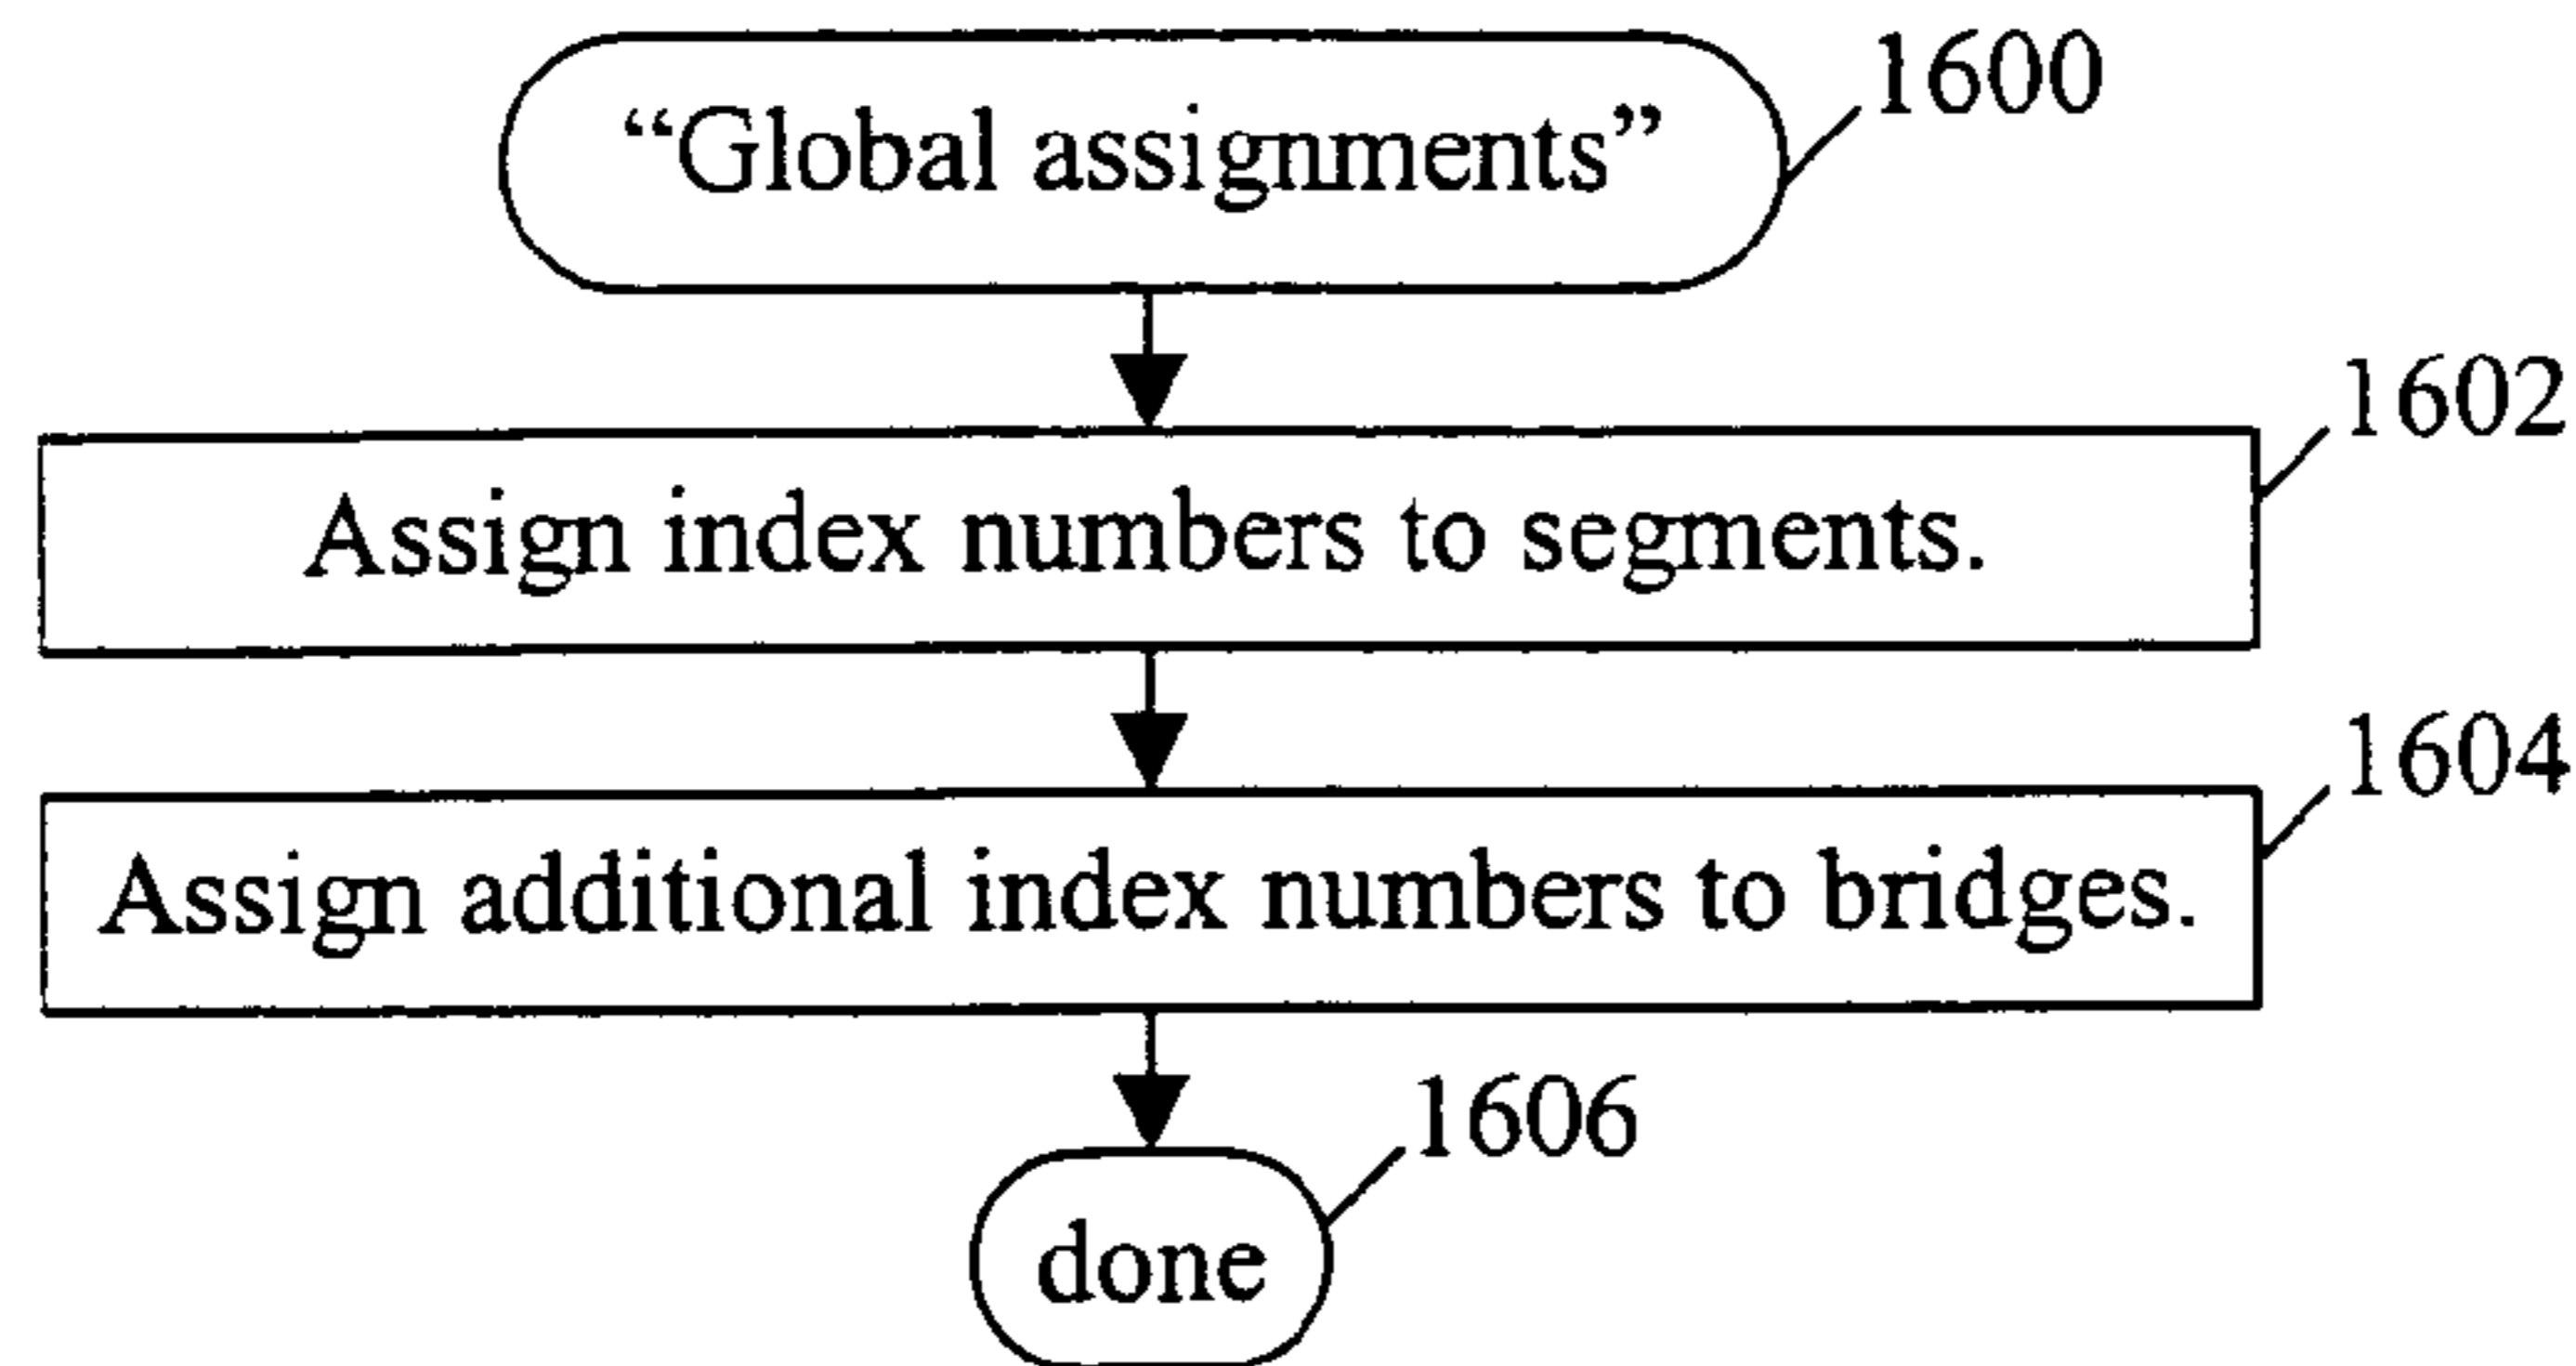 “Global assignments”
1600
1602
Assign index numbers to segments.
1604
Assign additional index numbers to bridges.
1606
done